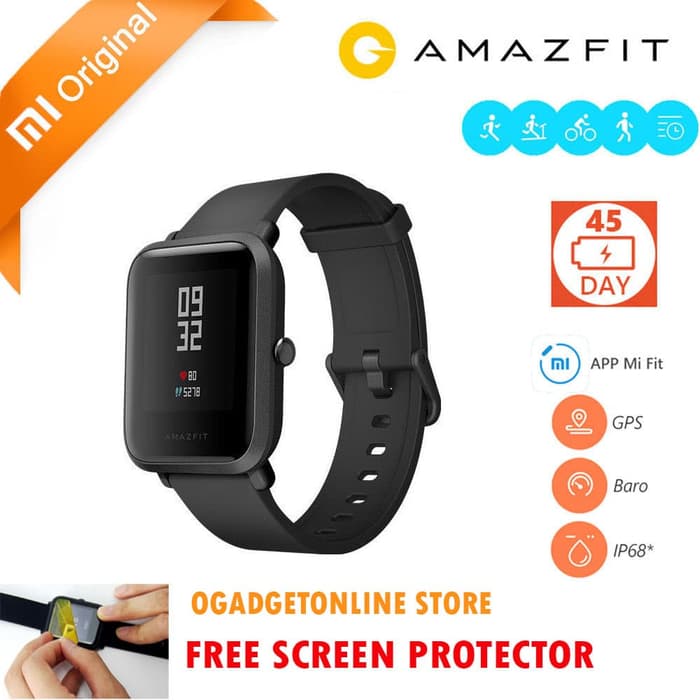 MI Original
AMAZFIT
45
DAY
09
32
80
5278
AMAZFIT
mi
APP Mi Fit
GPS
Baro
IP68*
OGADGETONLINE STORE
FREE SCREEN PROTECTOR